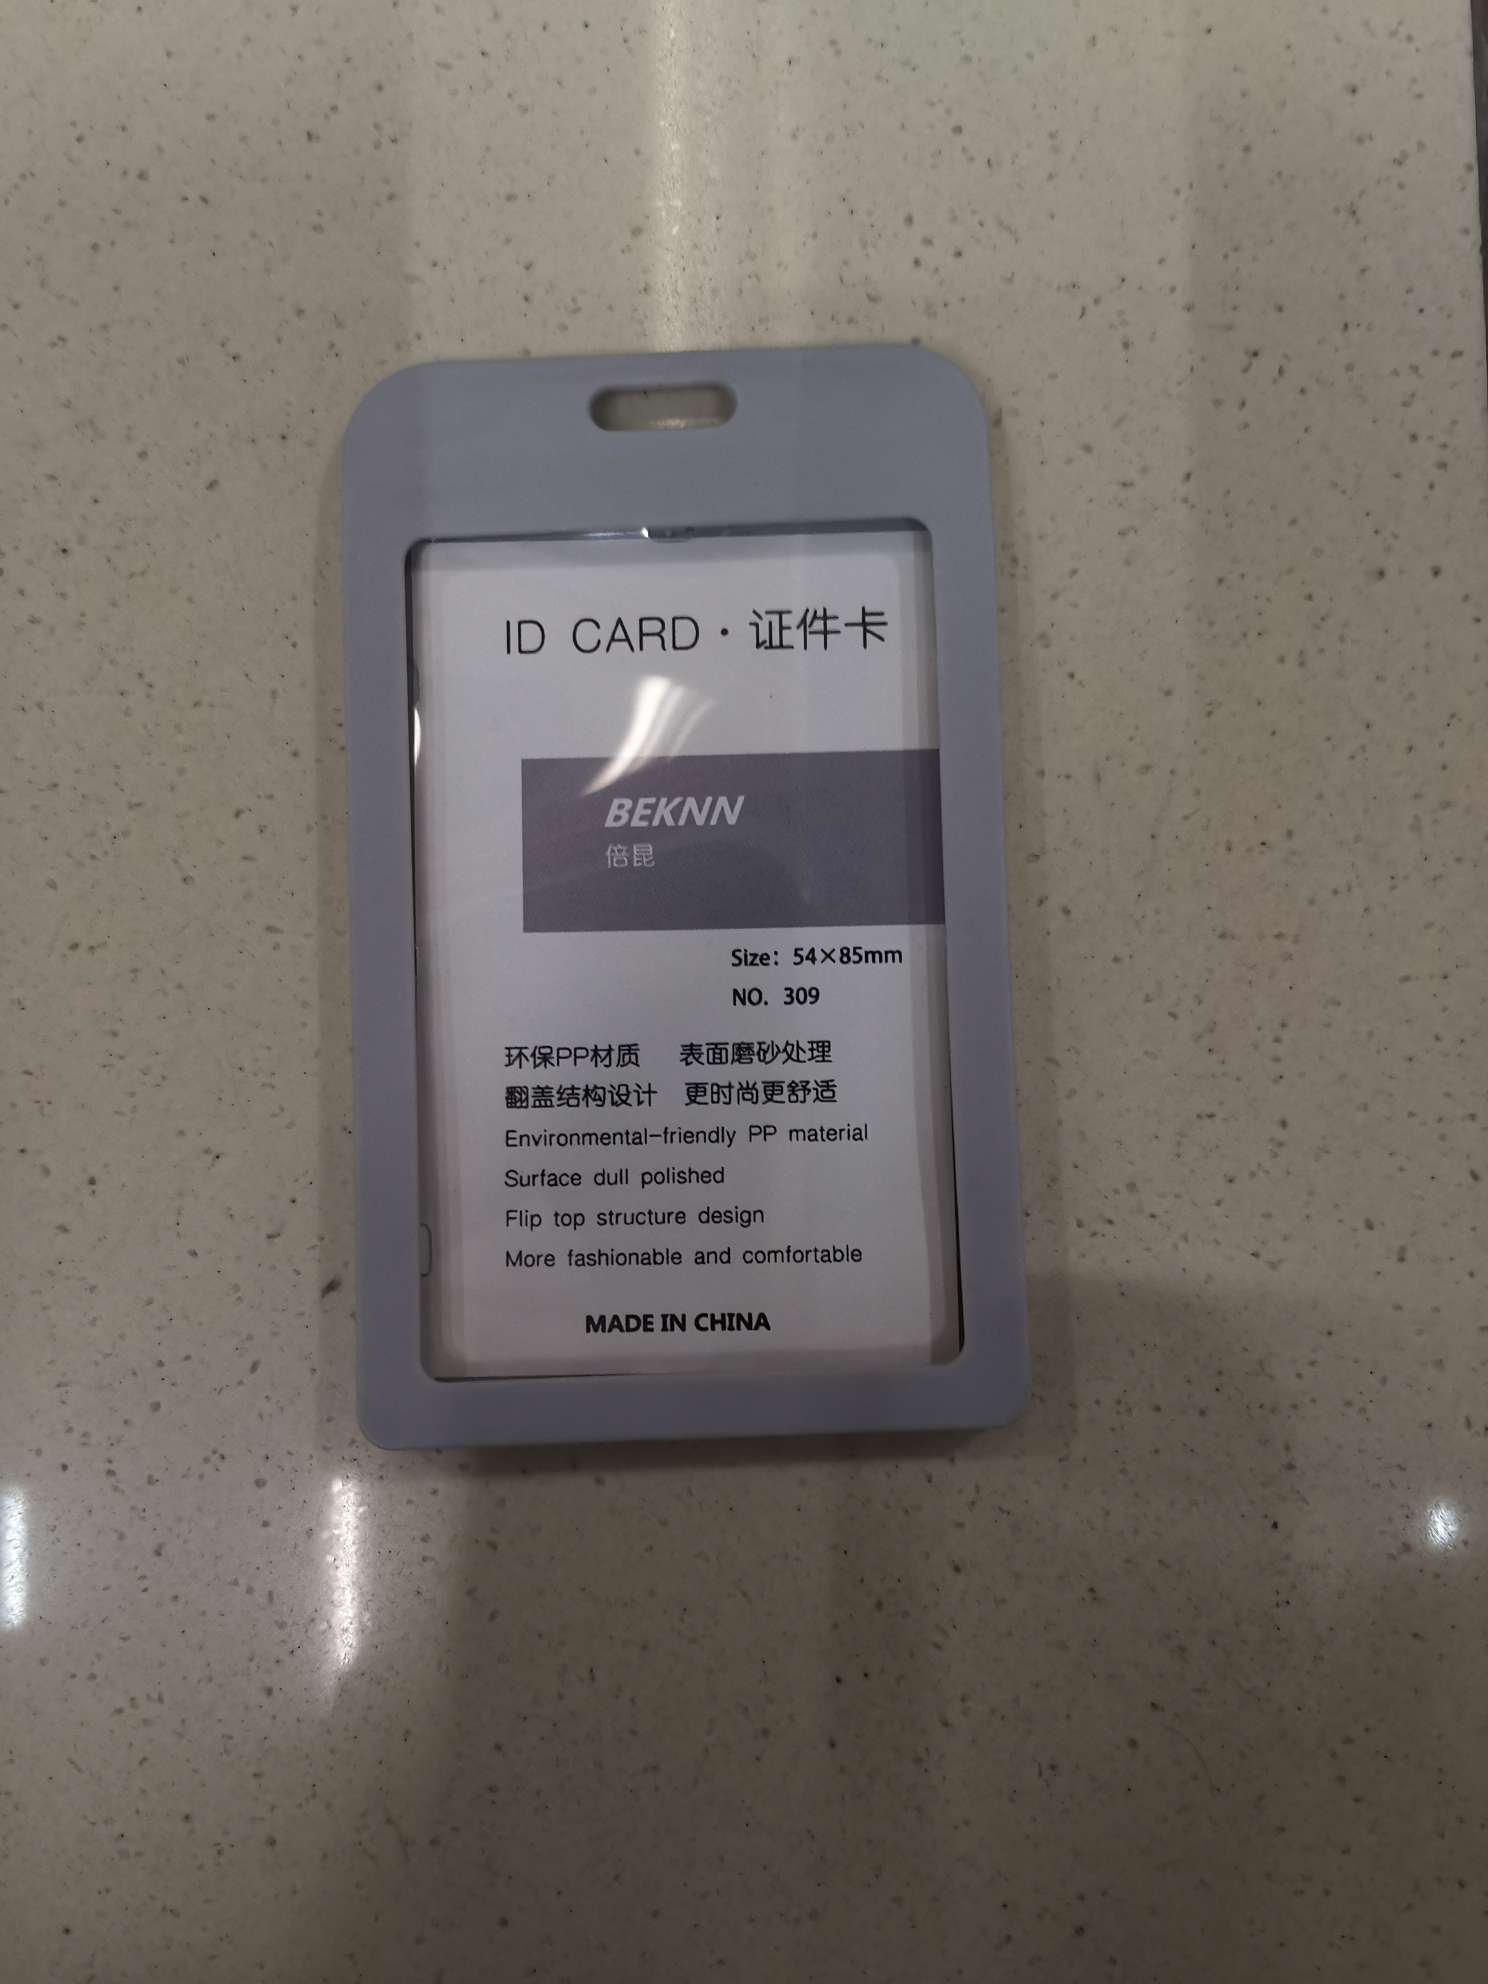 ID CARD · 证件卡
BEKNN
倍昆
Size：54×85mm
NO. 309
环保PP材质 表面磨砂处理
翻盖结构设计 更时尚更舒适
Environmental-friendly PP material
Surface dull polished
Flip top structure design
More fashionable and comfortable
MADE IN CHINA